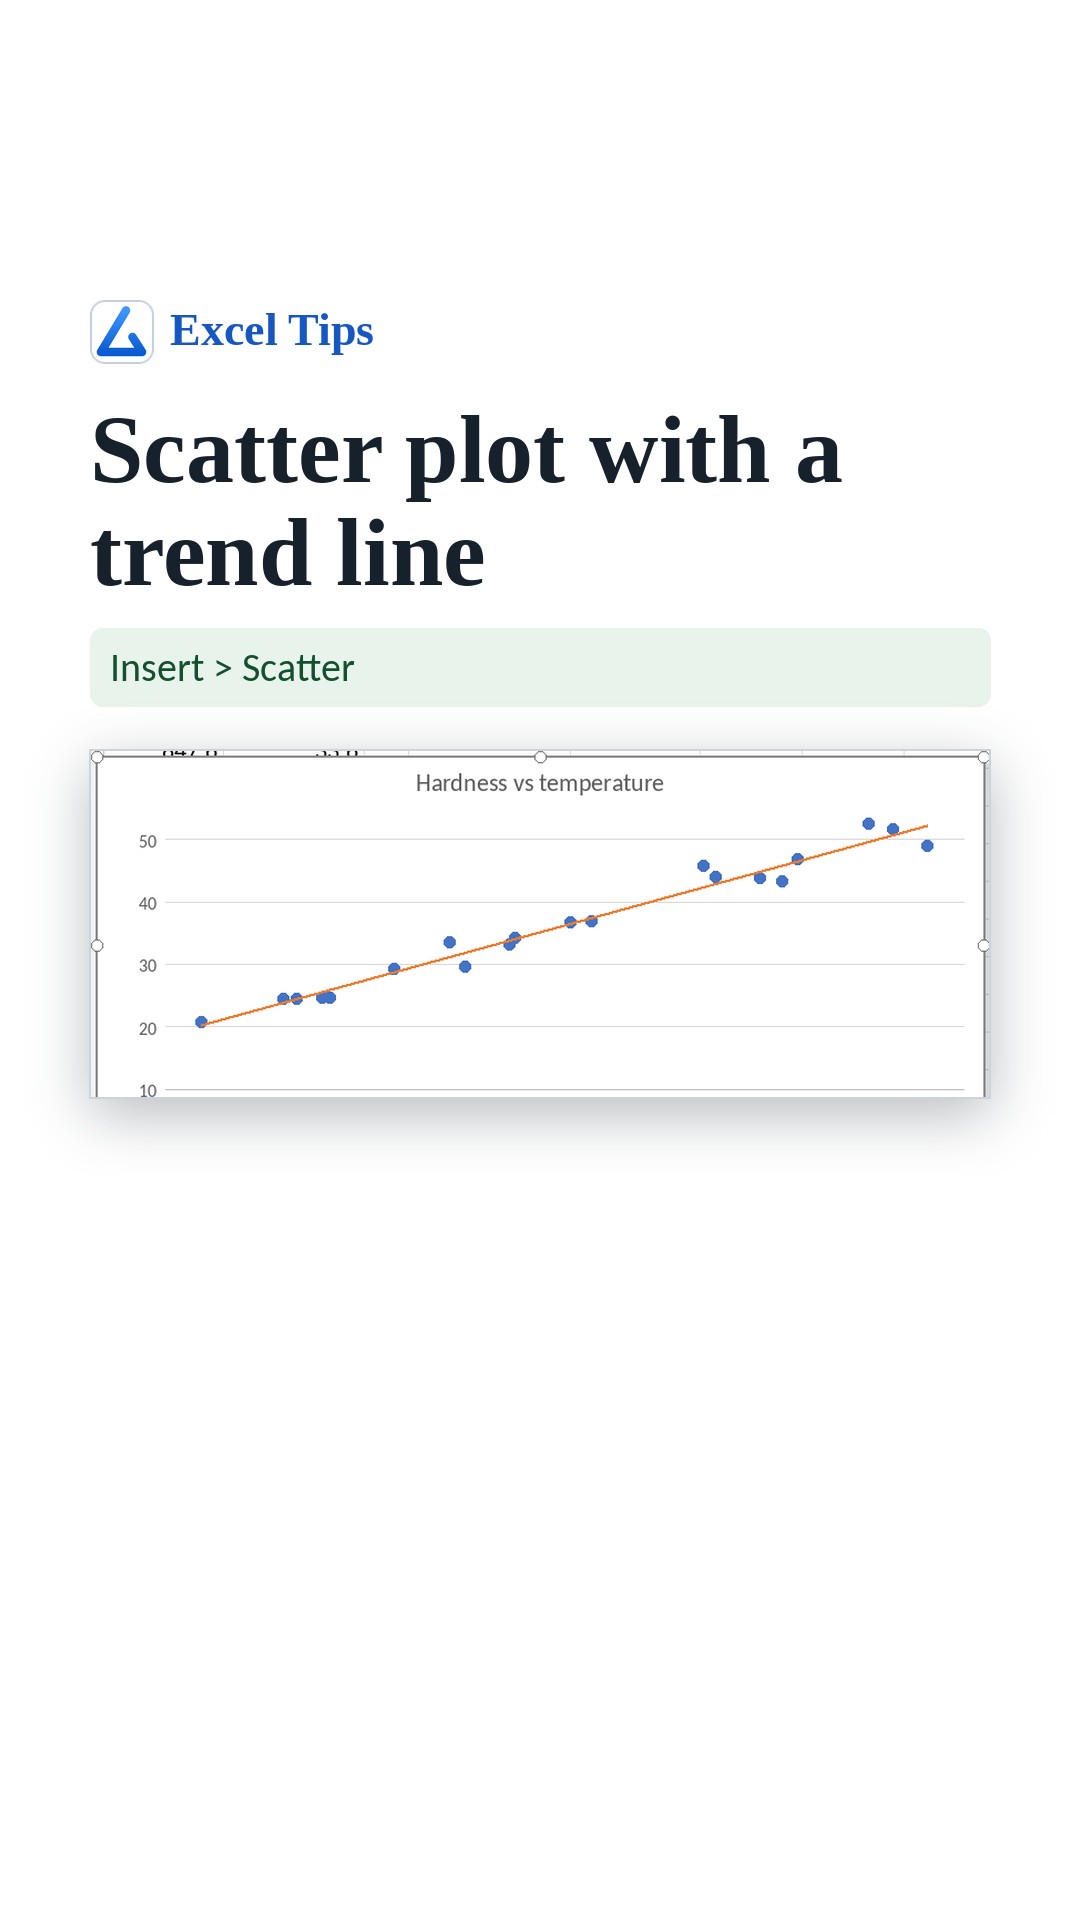 Excel Tips
Scatter plot with a
trend line
Insert > Scatter
Hardness vs temperature
50
40
30
20
10